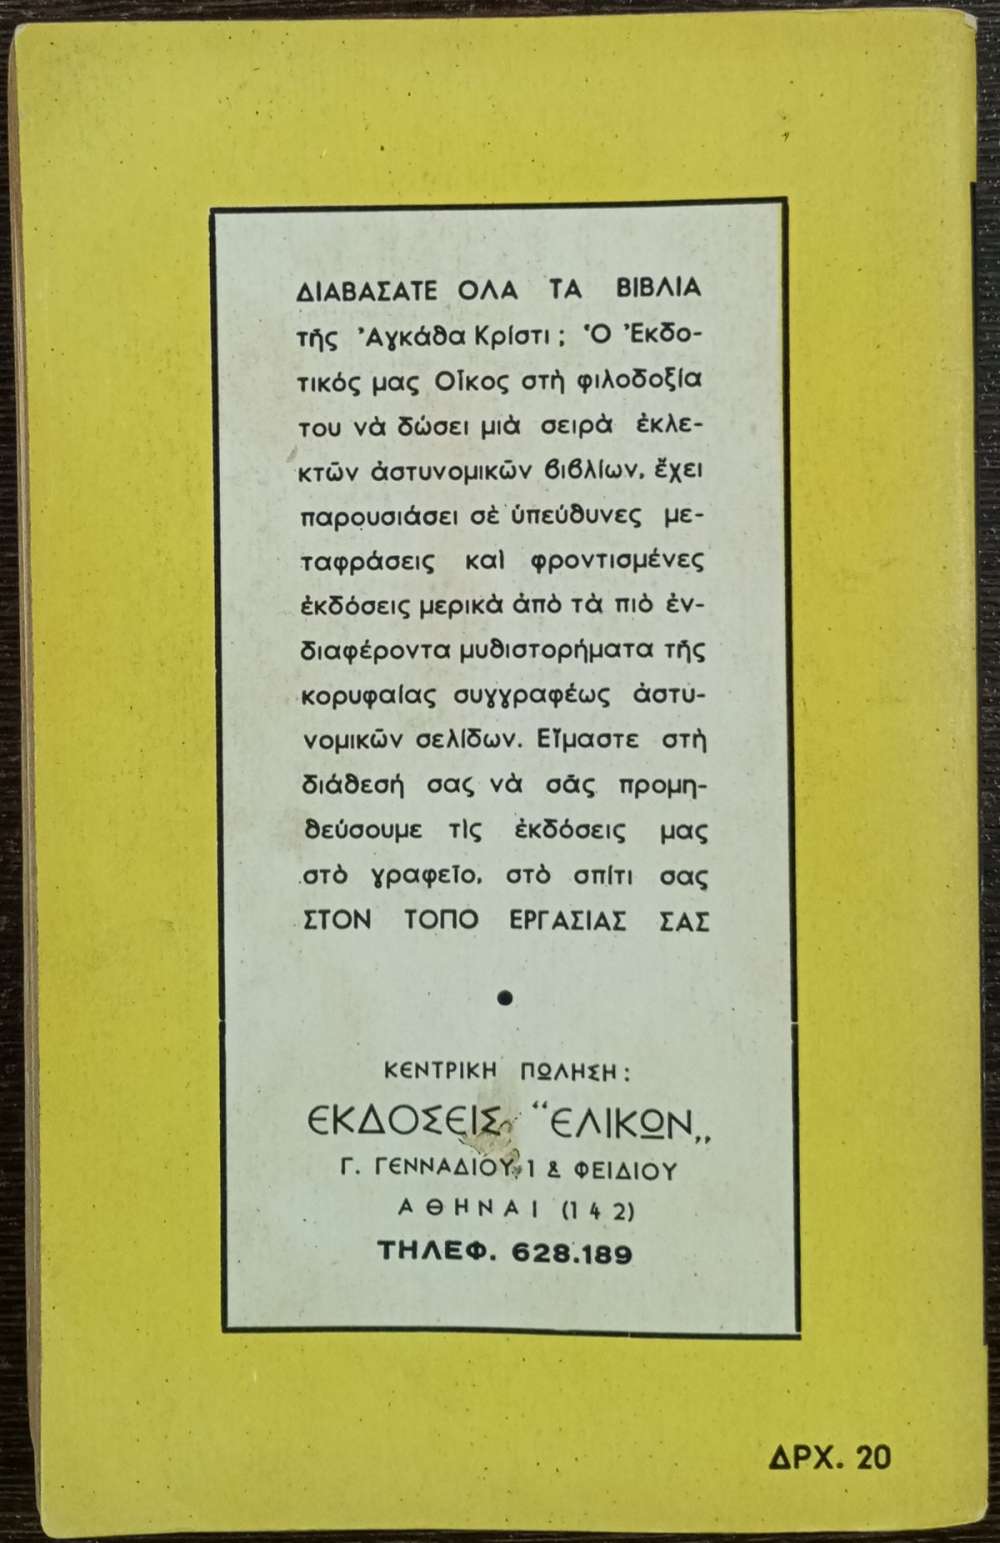 ΔΙΑΒΑΣΑΤΕ ΟΛΑ ΤΑ ΒΙΒΛΙΑ
τῆς Ἀγκάθα Κρίστι; Ὁ Ἐκδο-
τικός μας Οἶκος στὴ φιλοδοξία
του νὰ δώσει μιὰ σειρὰ ἐκλε-
κτῶν ἀστυνομικῶν βιβλίων, ἔχει
παρουσιάσει σὲ ὑπεύθυνες με-
ταφράσεις καὶ φροντισμένες
ἐκδόσεις μερικὰ ἀπὸ τὰ πιὸ ἐν-
διαφέροντα μυθιστορήματα τῆς
κορυφαίας συγγραφέως ἀστυ-
νομικῶν σελίδων. Εἴμαστε στὴ
διάθεσή σας νὰ σᾶς προμη-
θεύσουμε τὶς ἐκδόσεις μας
στὸ γραφεῖο, στὸ σπίτι σας
ΣΤΟΝ ΤΟΠΟ ΕΡΓΑΣΙΑΣ ΣΑΣ
●
ΚΕΝΤΡΙΚΗ ΠΩΛΗΣΗ:
ΕΚΔΟΣΕΙΣ "ΕΛΙΚΩΝ„
Γ. ΓΕΝΝΑΔΙΟΥ 1 & ΦΕΙΔΙΟΥ
ΑΘΗΝΑΙ (142)
ΤΗΛΕΦ. 628.189
ΔΡΧ. 20